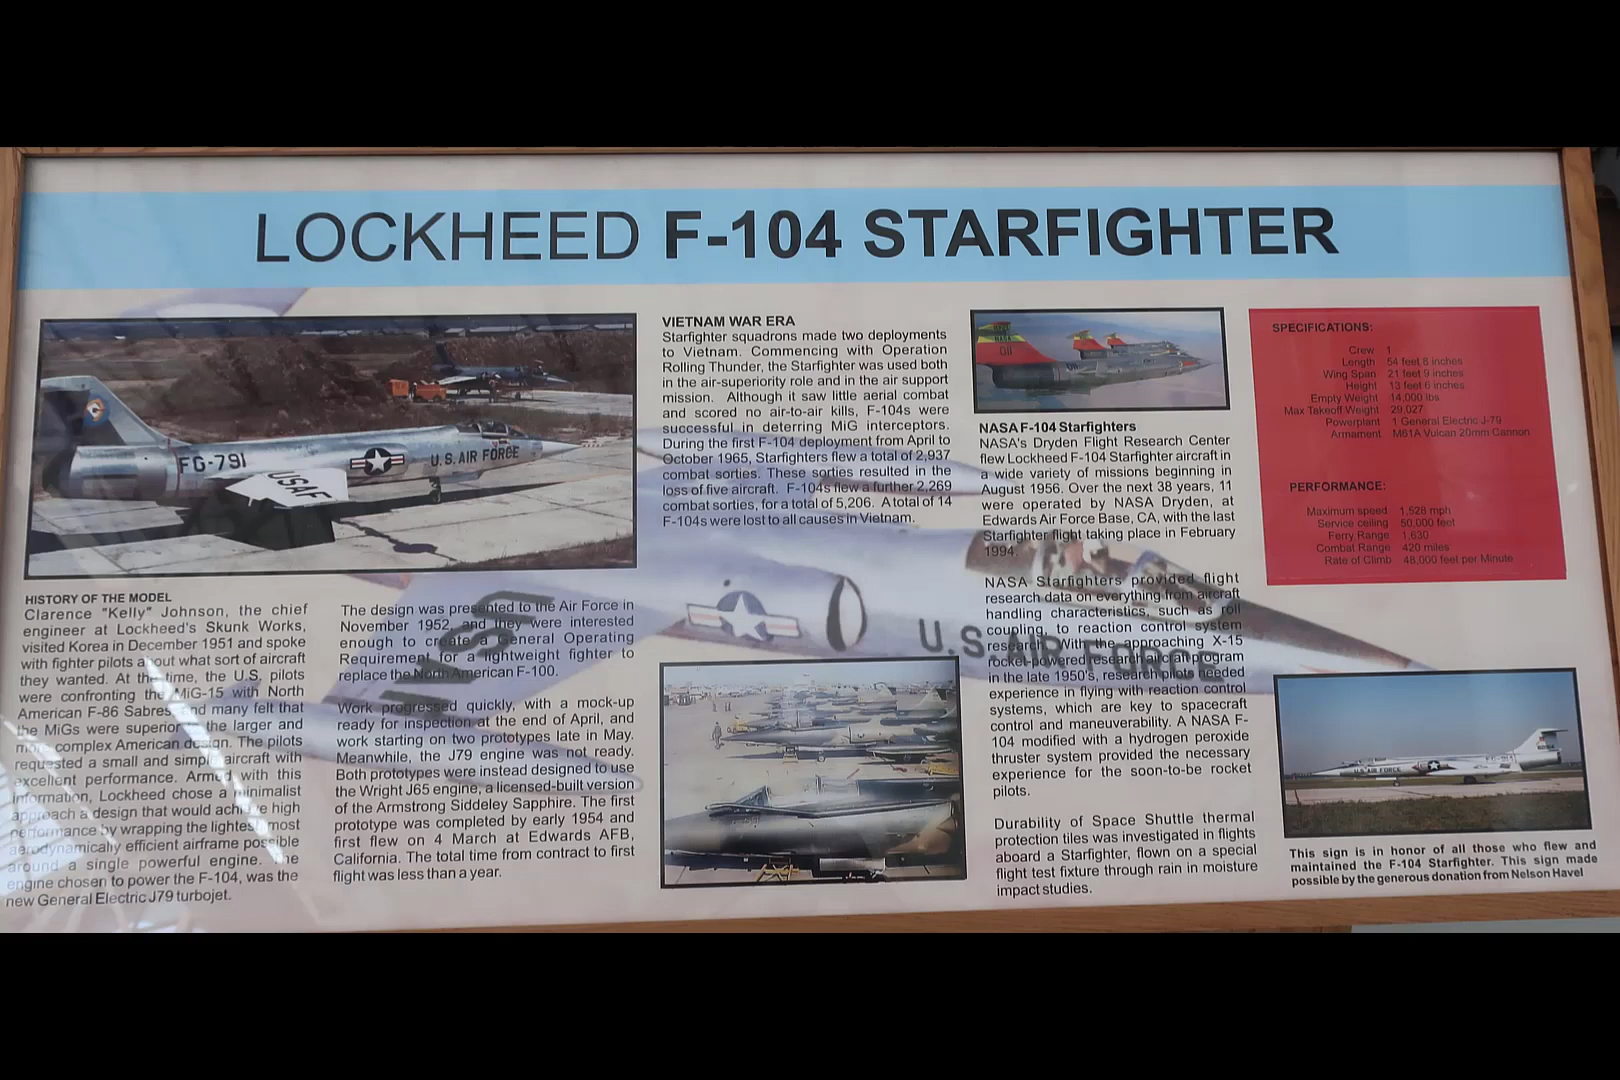 LOCKHEED F-104 STARFIGHTER
FG-791
USAF
U.S. AIR FORCE
HISTORY OF THE MODEL
Clarence "Kelly" Johnson, the chief
engineer at Lockheed's Skunk Works,
visited Korea in December 1951 and spoke
with fighter pilots about what sort of aircraft
they wanted. At the time, the U.S. pilots
were confronting the MiG-15 with North
American F-86 Sabres, and many felt that
the MiGs were superior to the larger and
more complex American design. The pilots
requested a small and simple aircraft with
excellent performance. Armed with this
information, Lockheed chose a minimalist
approach a design that would achieve high
performance by wrapping the lightest, most
aerodynamically efficient airframe possible
around a single powerful engine. The
engine chosen to power the F-104, was the
new General Electric J79 turbojet.
The design was presented to the Air Force in
November 1952, and they were interested
enough to create a General Operating
Requirement for a lightweight fighter to
replace the North American F-100.
Work progressed quickly, with a mock-up
ready for inspection at the end of April, and
work starting on two prototypes late in May.
Meanwhile, the J79 engine was not ready.
Both prototypes were instead designed to use
the Wright J65 engine, a licensed-built version
of the Armstrong Siddeley Sapphire. The first
prototype was completed by early 1954 and
first flew on 4 March at Edwards AFB,
California. The total time from contract to first
flight was less than a year.
VIETNAM WAR ERA
Starfighter squadrons made two deployments
to Vietnam. Commencing with Operation
Rolling Thunder, the Starfighter was used both
in the air-superiority role and in the air support
mission. Although it saw little aerial combat
and scored no air-to-air kills, F-104s were
successful in deterring MiG interceptors.
During the first F-104 deployment from April to
October 1965, Starfighters flew a total of 2,937
combat sorties. These sorties resulted in the
loss of five aircraft. F-104s flew a further 2,269
combat sorties, for a total of 5,206. A total of 14
F-104s were lost to all causes in Vietnam.
US
U.S. AIR FORCE
NASA
011
011
NASA F-104 Starfighters
NASA's Dryden Flight Research Center
flew Lockheed F-104 Starfighter aircraft in
a wide variety of missions beginning in
August 1956. Over the next 38 years, 11
were operated by NASA Dryden, at
Edwards Air Force Base, CA, with the last
Starfighter flight taking place in February
1994.
NASA Starfighters provided flight
research data on everything from aircraft
handling characteristics, such as roll
coupling, to reaction control system
research. With the approaching X-15
rocket-powered research aircraft program
in the late 1950's, research pilots needed
experience in flying with reaction control
systems, which are key to spacecraft
control and maneuverability. A NASA F-
104 modified with a hydrogen peroxide
thruster system provided the necessary
experience for the soon-to-be rocket
pilots.
Durability of Space Shuttle thermal
protection tiles was investigated in flights
aboard a Starfighter, flown on a special
flight test fixture through rain in moisture
impact studies.
SPECIFICATIONS:
Crew 1
Length 54 feet 8 inches
Wing Span 21 feet 9 inches
Height 13 feet 6 inches
Empty Weight 14,000 lbs
Max Takeoff Weight 29,027
Powerplant 1 General Electric J-79
Armament M61A Vulcan 20mm Cannon
PERFORMANCE:
Maximum speed 1,528 mph
Service ceiling 50,000 feet
Ferry Range 1,630
Combat Range 420 miles
Rate of Climb 48,000 feet per Minute
U.S. AIR FORCE
This sign is in honor of all those who flew and
maintained the F-104 Starfighter. This sign made
possible by the generous donation from Nelson Havel